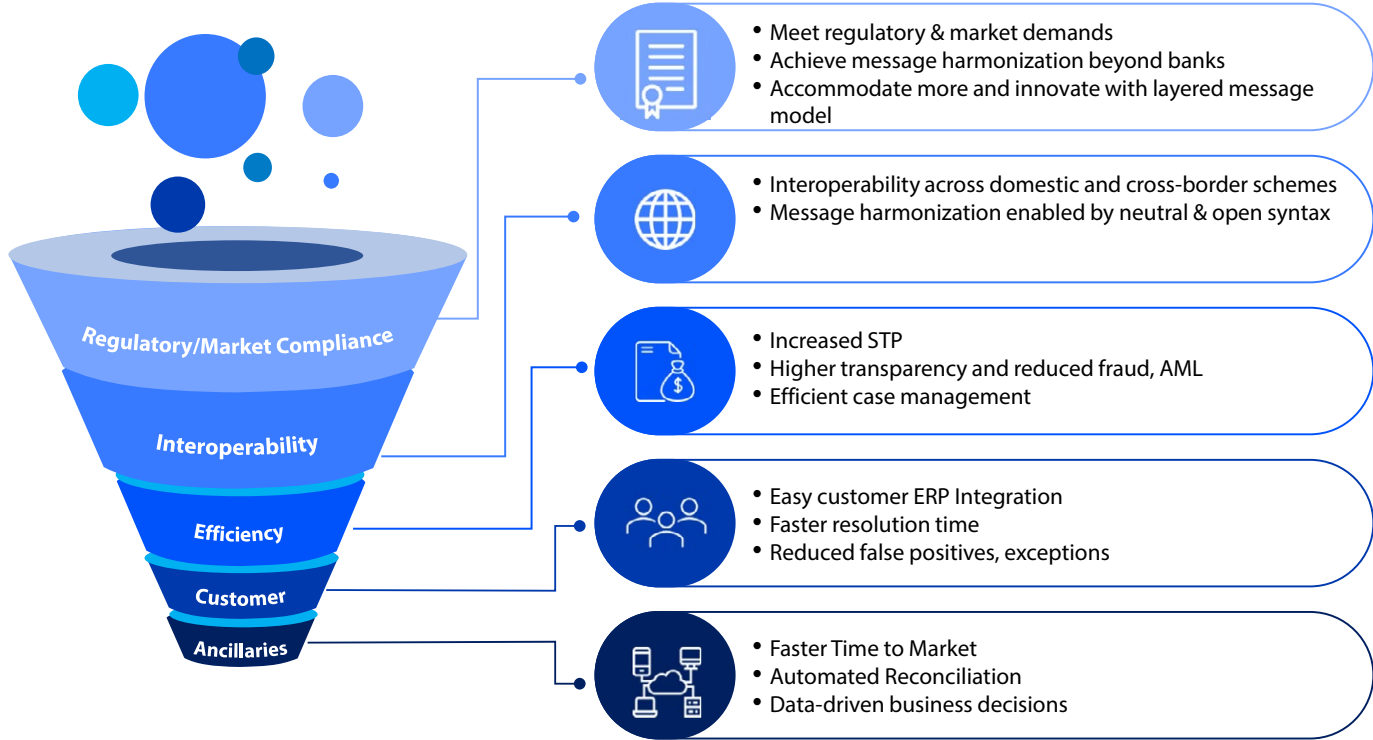 Regulatory/Market Compliance
Interoperability
Efficiency
Customer
Ancillaries
• Meet regulatory & market demands
• Achieve message harmonization beyond banks
• Accommodate more and innovate with layered message
model
• Interoperability across domestic and cross-border schemes
• Message harmonization enabled by neutral & open syntax
$
• Increased STP
• Higher transparency and reduced fraud, AML
• Efficient case management
• Easy customer ERP Integration
• Faster resolution time
• Reduced false positives, exceptions
• Faster Time to Market
• Automated Reconciliation
• Data-driven business decisions